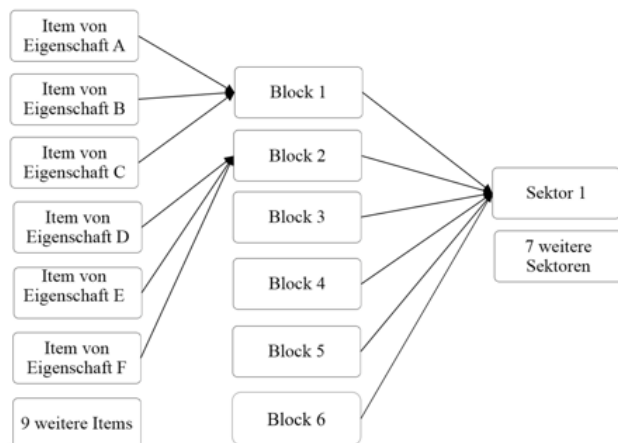 Item von
Eigenschaft A
Item von
Eigenschaft B
Item von
Eigenschaft C
Item von
Eigenschaft D
Item von
Eigenschaft E
Item von
Eigenschaft F
9 weitere Items
Block 1
Block 2
Block 3
Block 4
Block 5
Block 6
Sektor 1
7 weitere
Sektoren